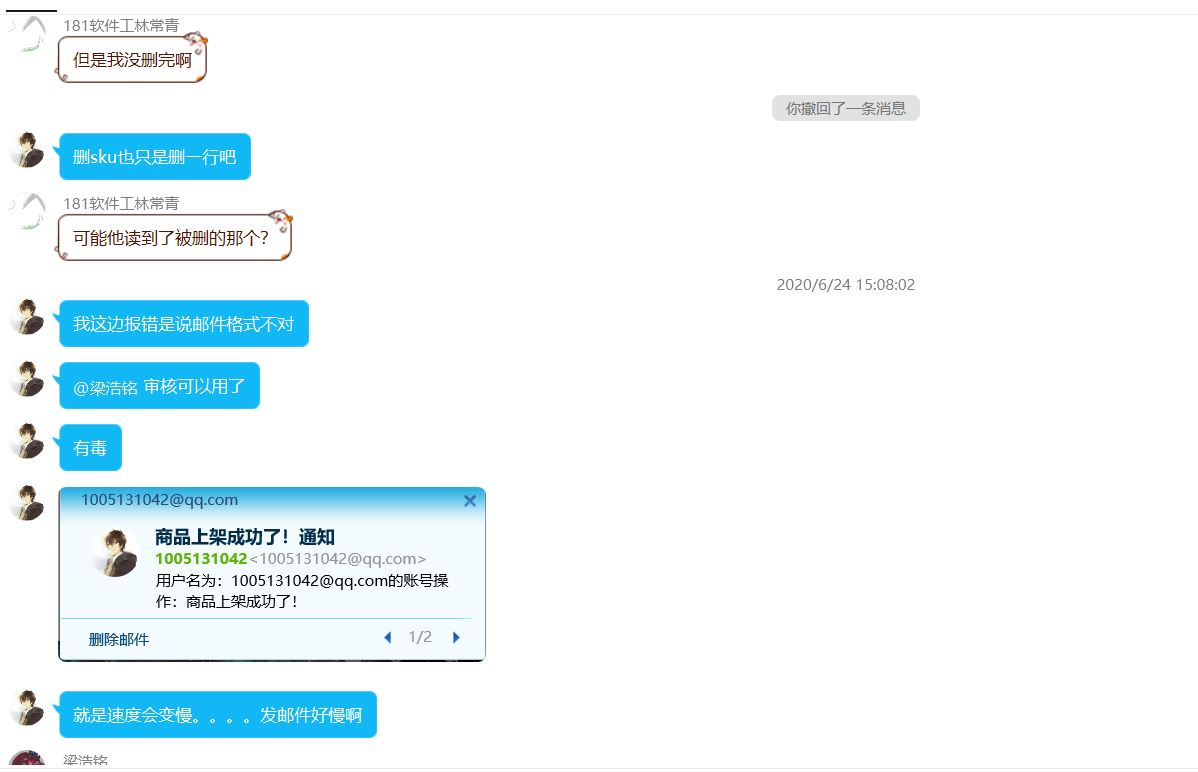 181软件工林常青
但是我没删完啊
你撤回了一条消息
删sku也只是删一行吧
181软件工林常青
可能他读到了被删的那个？
2020/6/24 15:08:02
我这边报错是说邮件格式不对
@梁浩铭 审核可以用了
有毒
1005131042@qq.com
商品上架成功了！通知
1005131042<1005131042@qq.com>
用户名为：1005131042@qq.com的账号操
作：商品上架成功了！
删除邮件 1/2
就是速度会变慢。。。。发邮件好慢啊
梁浩铭